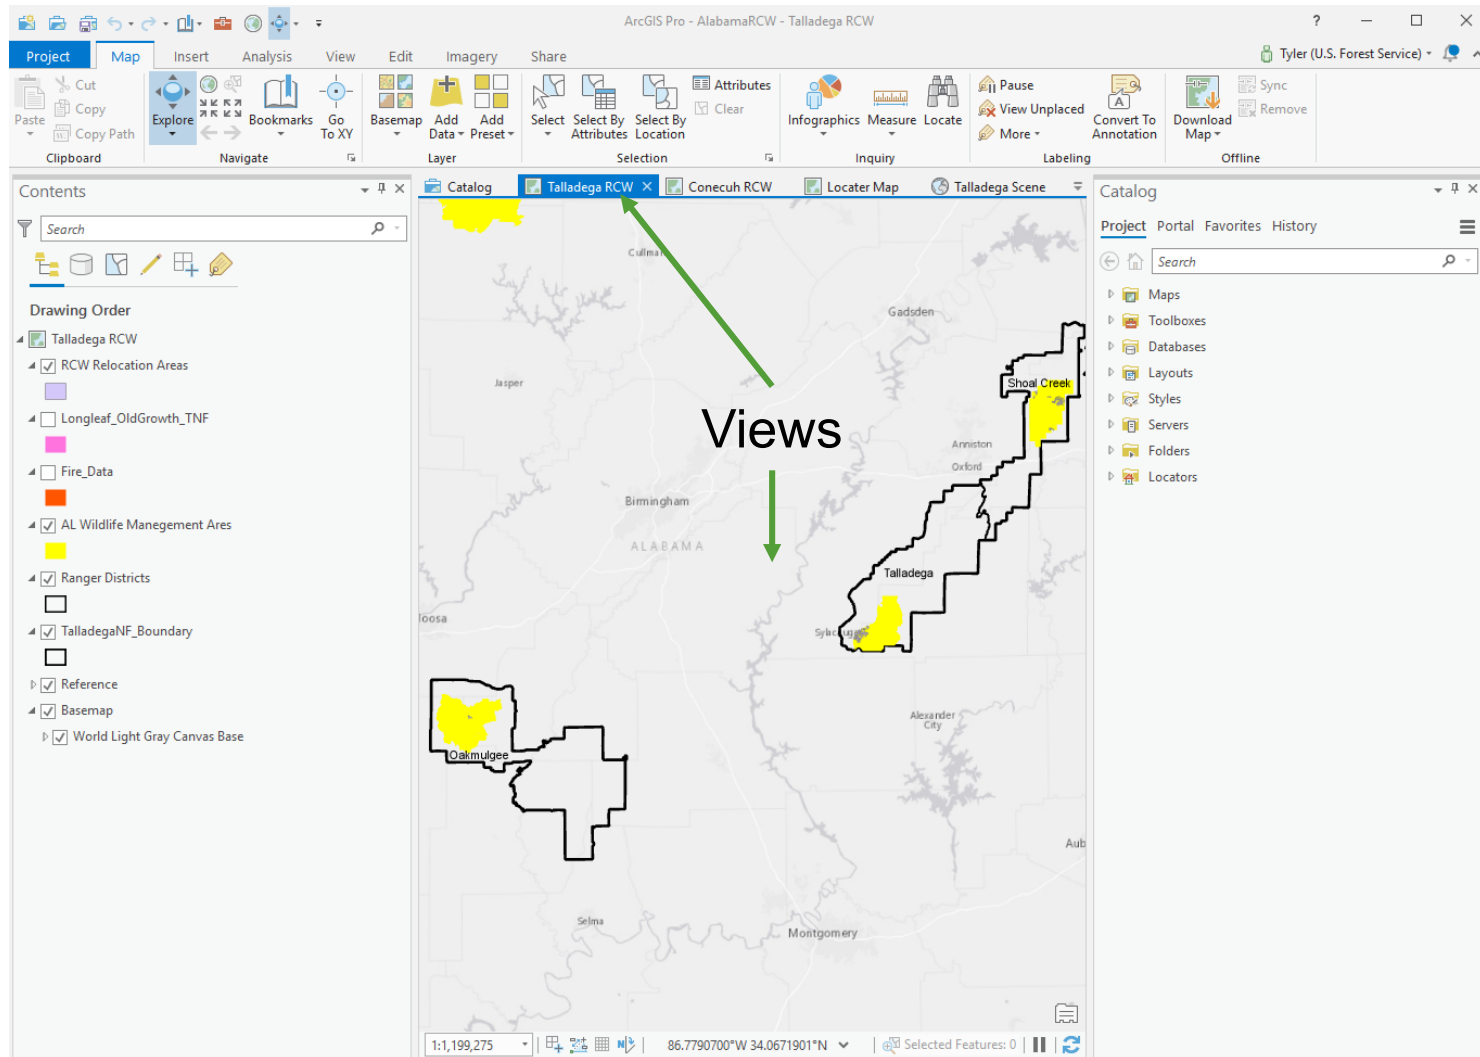 ArcGIS Pro - AlabamaRCW - Talladega RCW
?
Project Map Insert Analysis View Edit Imagery Share
Tyler (U.S. Forest Service)
Paste
Cut
Copy
Copy Path
Clipboard
Explore
Bookmarks
Go To XY
Navigate
Basemap
Add Data
Add Preset
Layer
Select
Select By Attributes
Select By Location
Attributes
Clear
Selection
Infographics
Measure
Locate
Inquiry
Pause
View Unplaced
More
Convert To Annotation
Labeling
Download Map
Sync
Remove
Offline
Contents
Search
Drawing Order
Talladega RCW
RCW Relocation Areas
Longleaf_OldGrowth_TNF
Fire_Data
AL Wildlife Manegement Ares
Ranger Districts
TalladegaNF_Boundary
Reference
Basemap
World Light Gray Canvas Base
Catalog Talladega RCW Conecuh RCW Locater Map Talladega Scene
Cullma
Gadsden
Jasper
Shoal Creek
Views
Anniston
Oxford
Birmingham
ALABAMA
Talladega
loosa
Sylacauga
Alexander
City
Oakmulgee
Aub
Selma
Montgomery
1:1,199,275
86.7790700°W 34.0671901°N
Selected Features: 0
Catalog
Project Portal Favorites History
Search
Maps
Toolboxes
Databases
Layouts
Styles
Servers
Folders
Locators